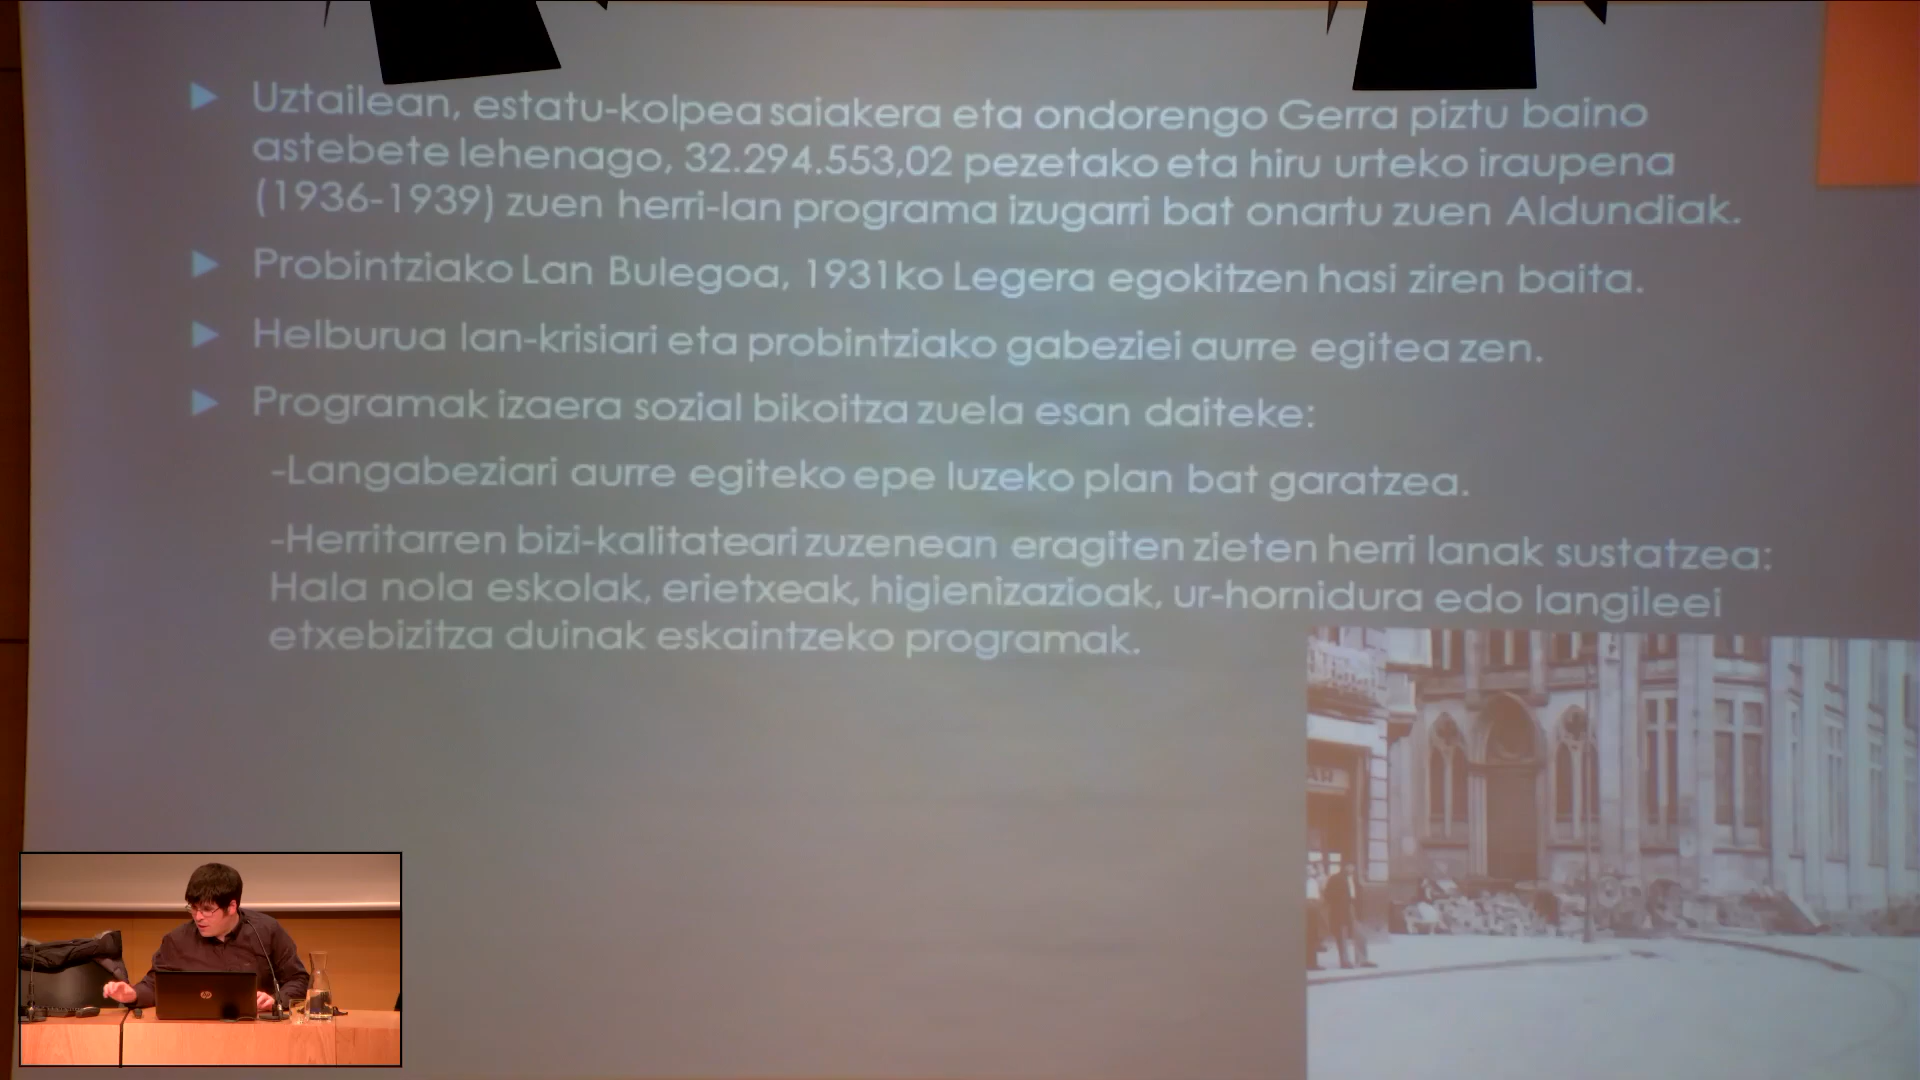 Uztailean, estatu-kolpea saiakera eta ondorengo Gerra piztu baino
astebete lehenago, 32.294.553,02 pezetako eta hiru urteko iraupena
(1936-1939) zuen herri-lan programa izugarri bat onartu zuen Aldundiak.
Probintziako Lan Bulegoa, 1931ko Legera egokitzen hasi ziren baita.
Helburua lan-krisiari eta probintziako gabeziei aurre egitea zen.
Programak izaera sozial bikoitza zuela esan daiteke:
-Langabeziari aurre egiteko epe luzeko plan bat garatzea.
-Herritarren bizi-kalitateari zuzenean eragiten zieten herri lanak sustatzea:
Hala nola eskolak, erietxeak, higienizazioak, ur-hornidura edo langileei
etxebizitza duinak eskaintzeko programak.
hp